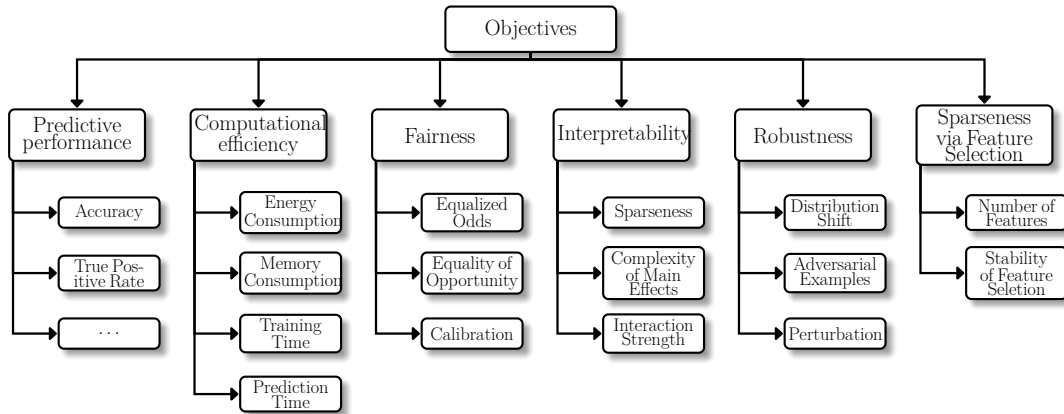 Objectives
Predictive
performance
Computational
efficiency
Fairness
Interpretability
Robustness
Sparseness
via Feature
Selection
Accuracy
True Pos-
itive Rate
...
Energy
Consumption
Memory
Consumption
Training
Time
Prediction
Time
Equalized
Odds
Equality of
Opportunity
Calibration
Sparseness
Complexity
of Main
Effects
Interaction
Strength
Distribution
Shift
Adversarial
Examples
Perturbation
Number of
Features
Stability
of Feature
Seletion